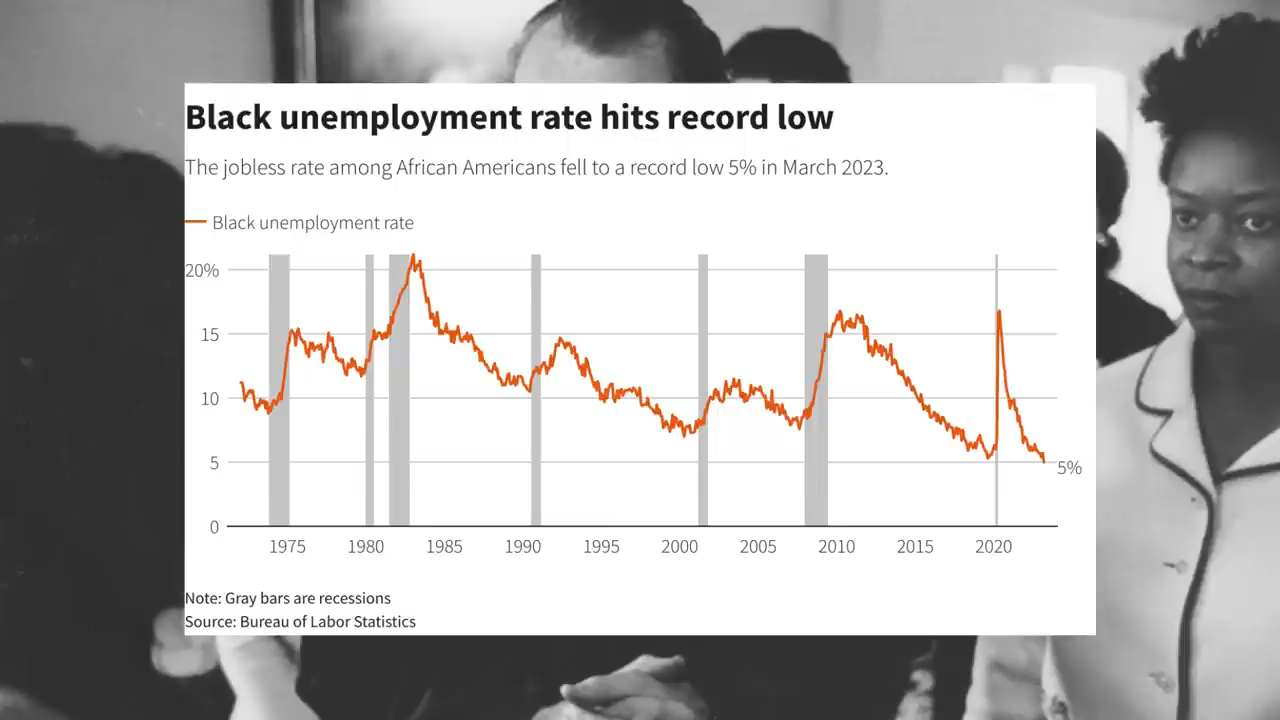 Black unemployment rate hits record low
The jobless rate among African Americans fell to a record low 5% in March 2023.
Black unemployment rate
20%
15
10
5
5%
0
1975 1980 1985 1990 1995 2000 2005 2010 2015 2020
Note: Gray bars are recessions
Source: Bureau of Labor Statistics